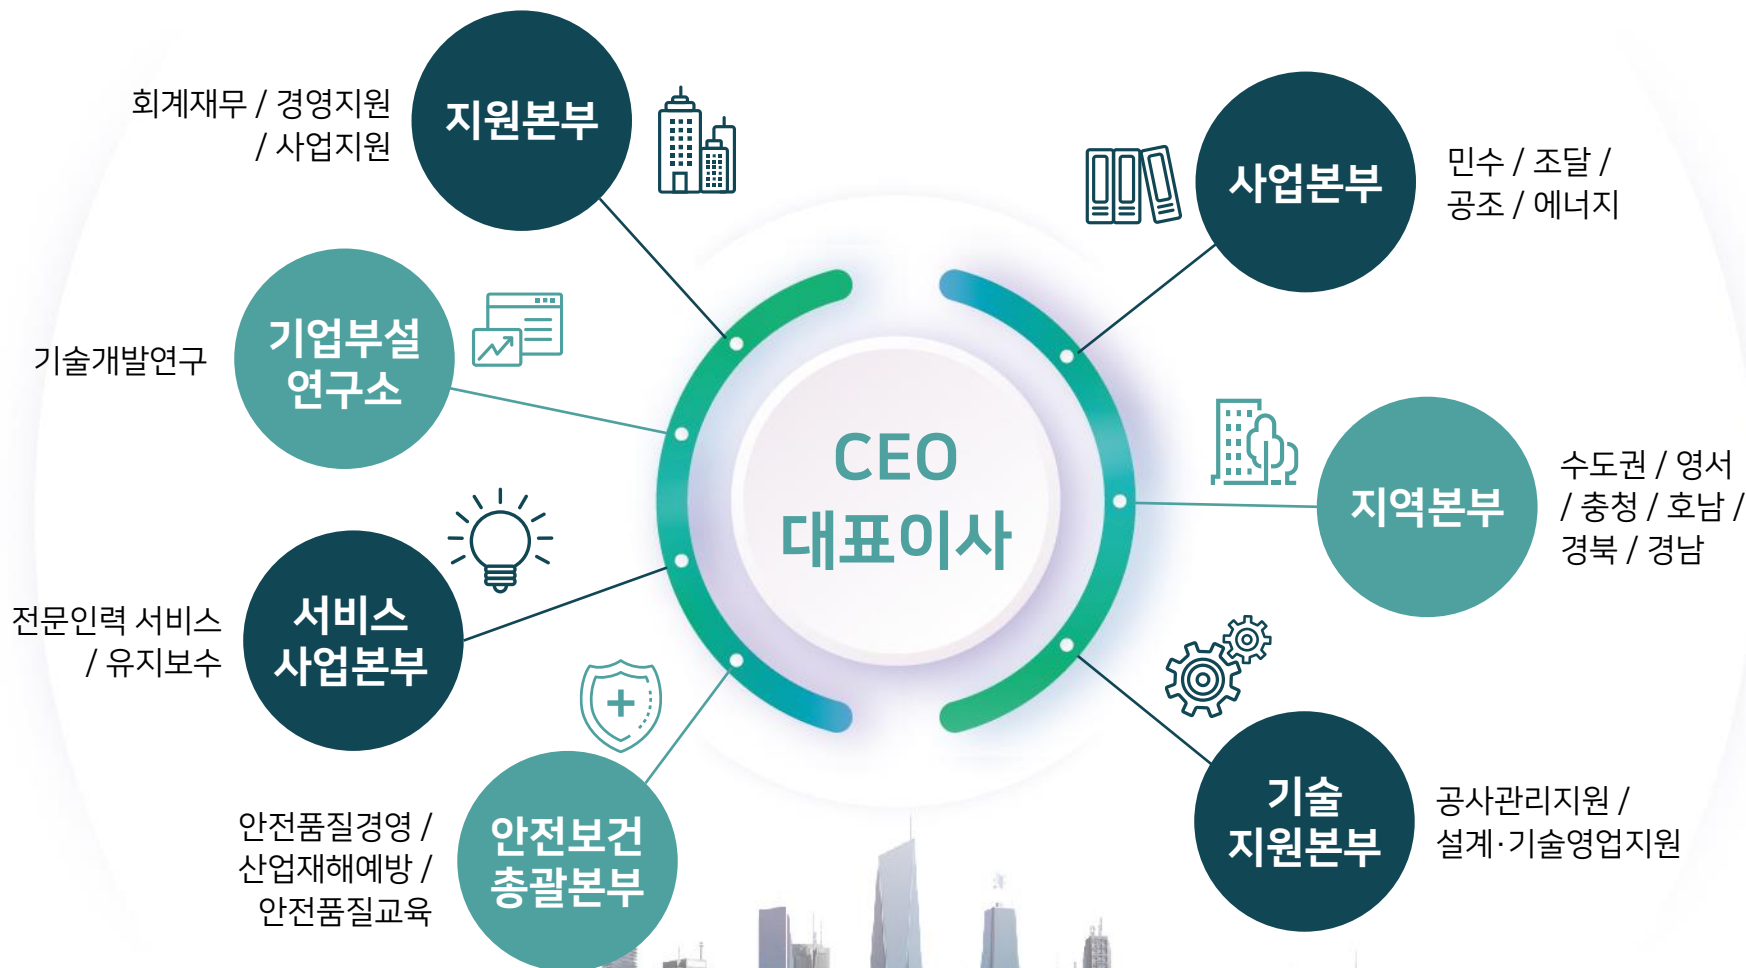 회계재무 / 경영지원
/ 사업지원
지원본부
기술개발연구
기업부설
연구소
전문인력 서비스
/ 유지보수
서비스
사업본부
안전품질경영 /
산업재해예방 /
안전품질교육
안전보건
총괄본부
CEO
대표이사
사업본부
민수 / 조달 /
공조 / 에너지
지역본부
수도권 / 영서
/ 충청 / 호남 /
경북 / 경남
기술
지원본부
공사관리지원 /
설계·기술영업지원